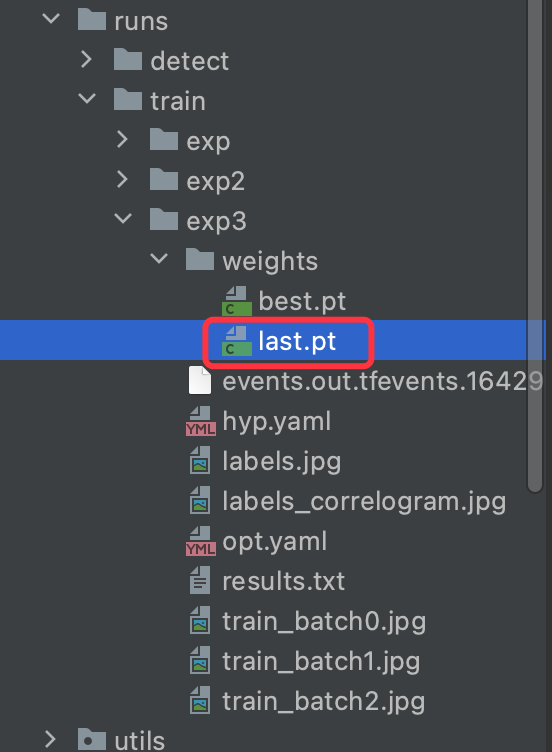 runs
detect
train
exp
exp2
exp3
weights
C best.pt
C last.pt
events.out.tfevents.16429
YML hyp.yaml
labels.jpg
labels_correlogram.jpg
YML opt.yaml
results.txt
train_batch0.jpg
train_batch1.jpg
train_batch2.jpg
utils